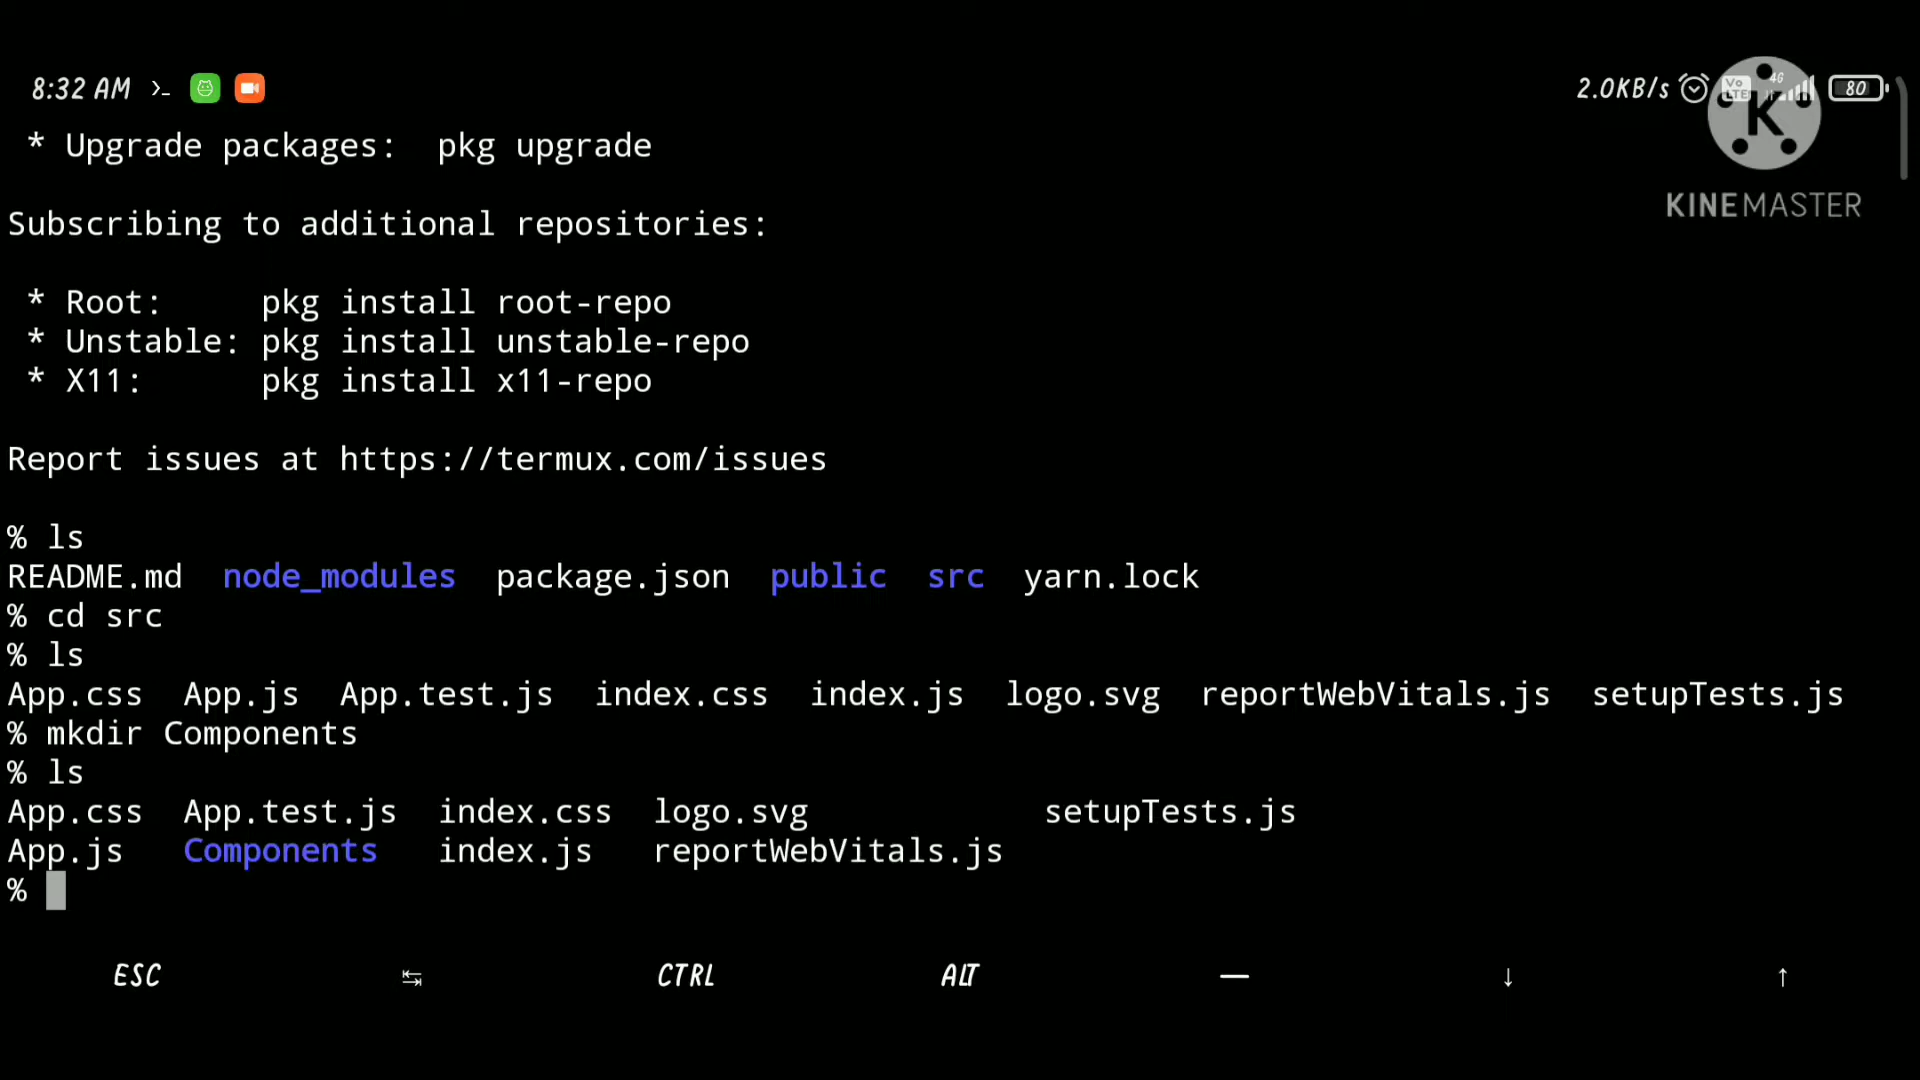 8:32 AM >_ 2.0KB/s Vo LTE 4G 80
K
KINEMASTER
* Upgrade packages:  pkg upgrade
Subscribing to additional repositories:
* Root:     pkg install root-repo
* Unstable: pkg install unstable-repo
* X11:      pkg install x11-repo
Report issues at https://termux.com/issues
% ls
README.md  node_modules  package.json  public  src  yarn.lock
% cd src
% ls
App.css  App.js  App.test.js  index.css  index.js  logo.svg  reportWebVitals.js  setupTests.js
% mkdir Components
% ls
App.css  App.test.js  index.css  logo.svg            setupTests.js
App.js   Components   index.js   reportWebVitals.js
%
ESC ↹ CTRL ALT — ↓ ↑